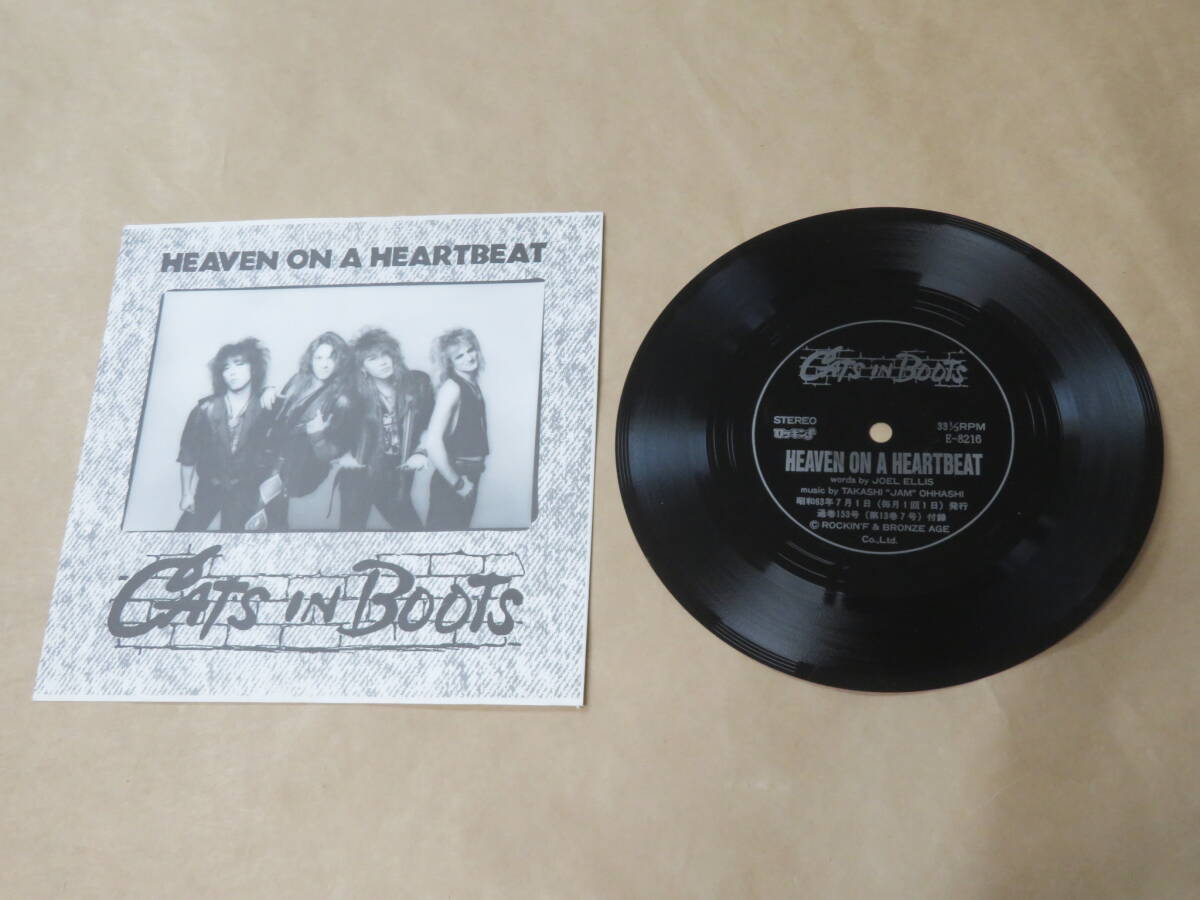 HEAVEN ON A HEARTBEAT
CATS IN BOOTS
CATS IN BOOTS
STEREO
33⅓RPM
ロッキンf
E-8216
HEAVEN ON A HEARTBEAT
words by JOEL ELLIS
music by TAKASHI "JAM" OHHASHI
昭和63年7月1日（毎月1回1日）発行
通巻153号（第13巻7号）付録
© ROCKIN'F & BRONZE AGE
Co.,Ltd.